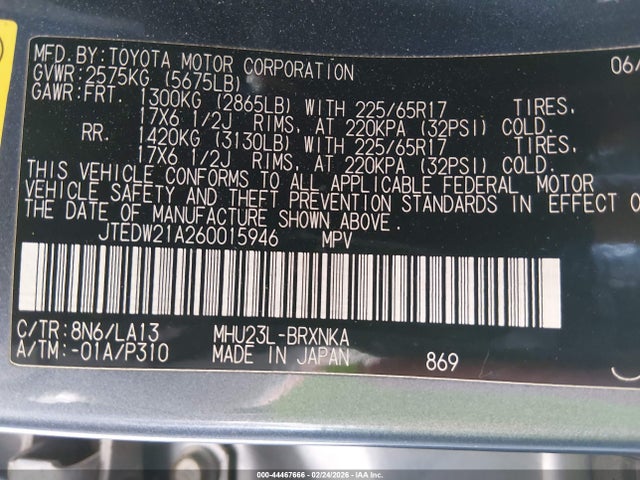 MFD.BY:TOYOTA MOTOR CORPORATION 06/
GVWR:2575KG (5675LB)
GAWR:FRT. 1300KG (2865LB) WITH 225/65R17 TIRES,
17X6 1/2J RIMS, AT 220KPA (32PSI) COLD.
RR. 1420KG (3130LB) WITH 225/65R17 TIRES,
17X6 1/2J RIMS, AT 220KPA (32PSI) COLD.
THIS VEHICLE CONFORMS TO ALL APPLICABLE FEDERAL MOTOR
VEHICLE SAFETY AND THEFT PREVENTION STANDARDS IN EFFECT O
THE DATE OF MANUFACTURE SHOWN ABOVE.
JTEDW21A260015946 MPV
C/TR:8N6/LA13 MHU23L-BRXNKA
A/TM:-01A/P310 MADE IN JAPAN 869
000-44467666 - 02/24/2026 - IAAI. Copyright